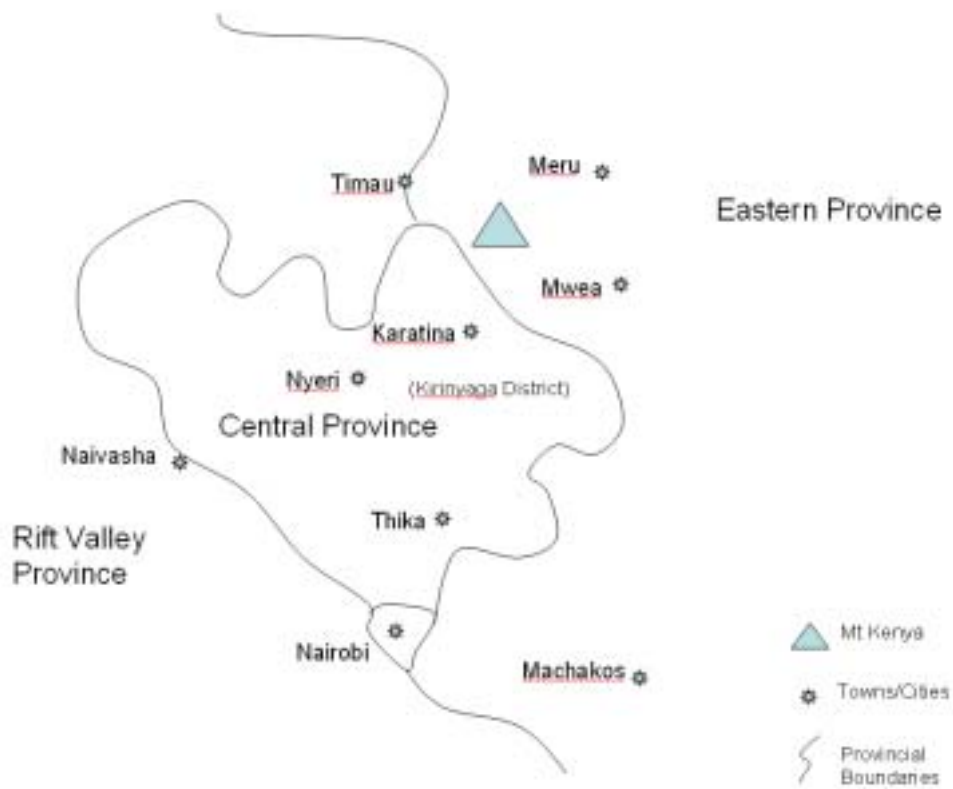 Meru
Timau
Eastern Province
Mwea
Karatina
Nyeri
(Kirinyaga District)
Central Province
Naivasha
Thika
Rift Valley
Province
Nairobi
Machakos
Mt Kenya
Towns/Cities
Provincial
Boundaries